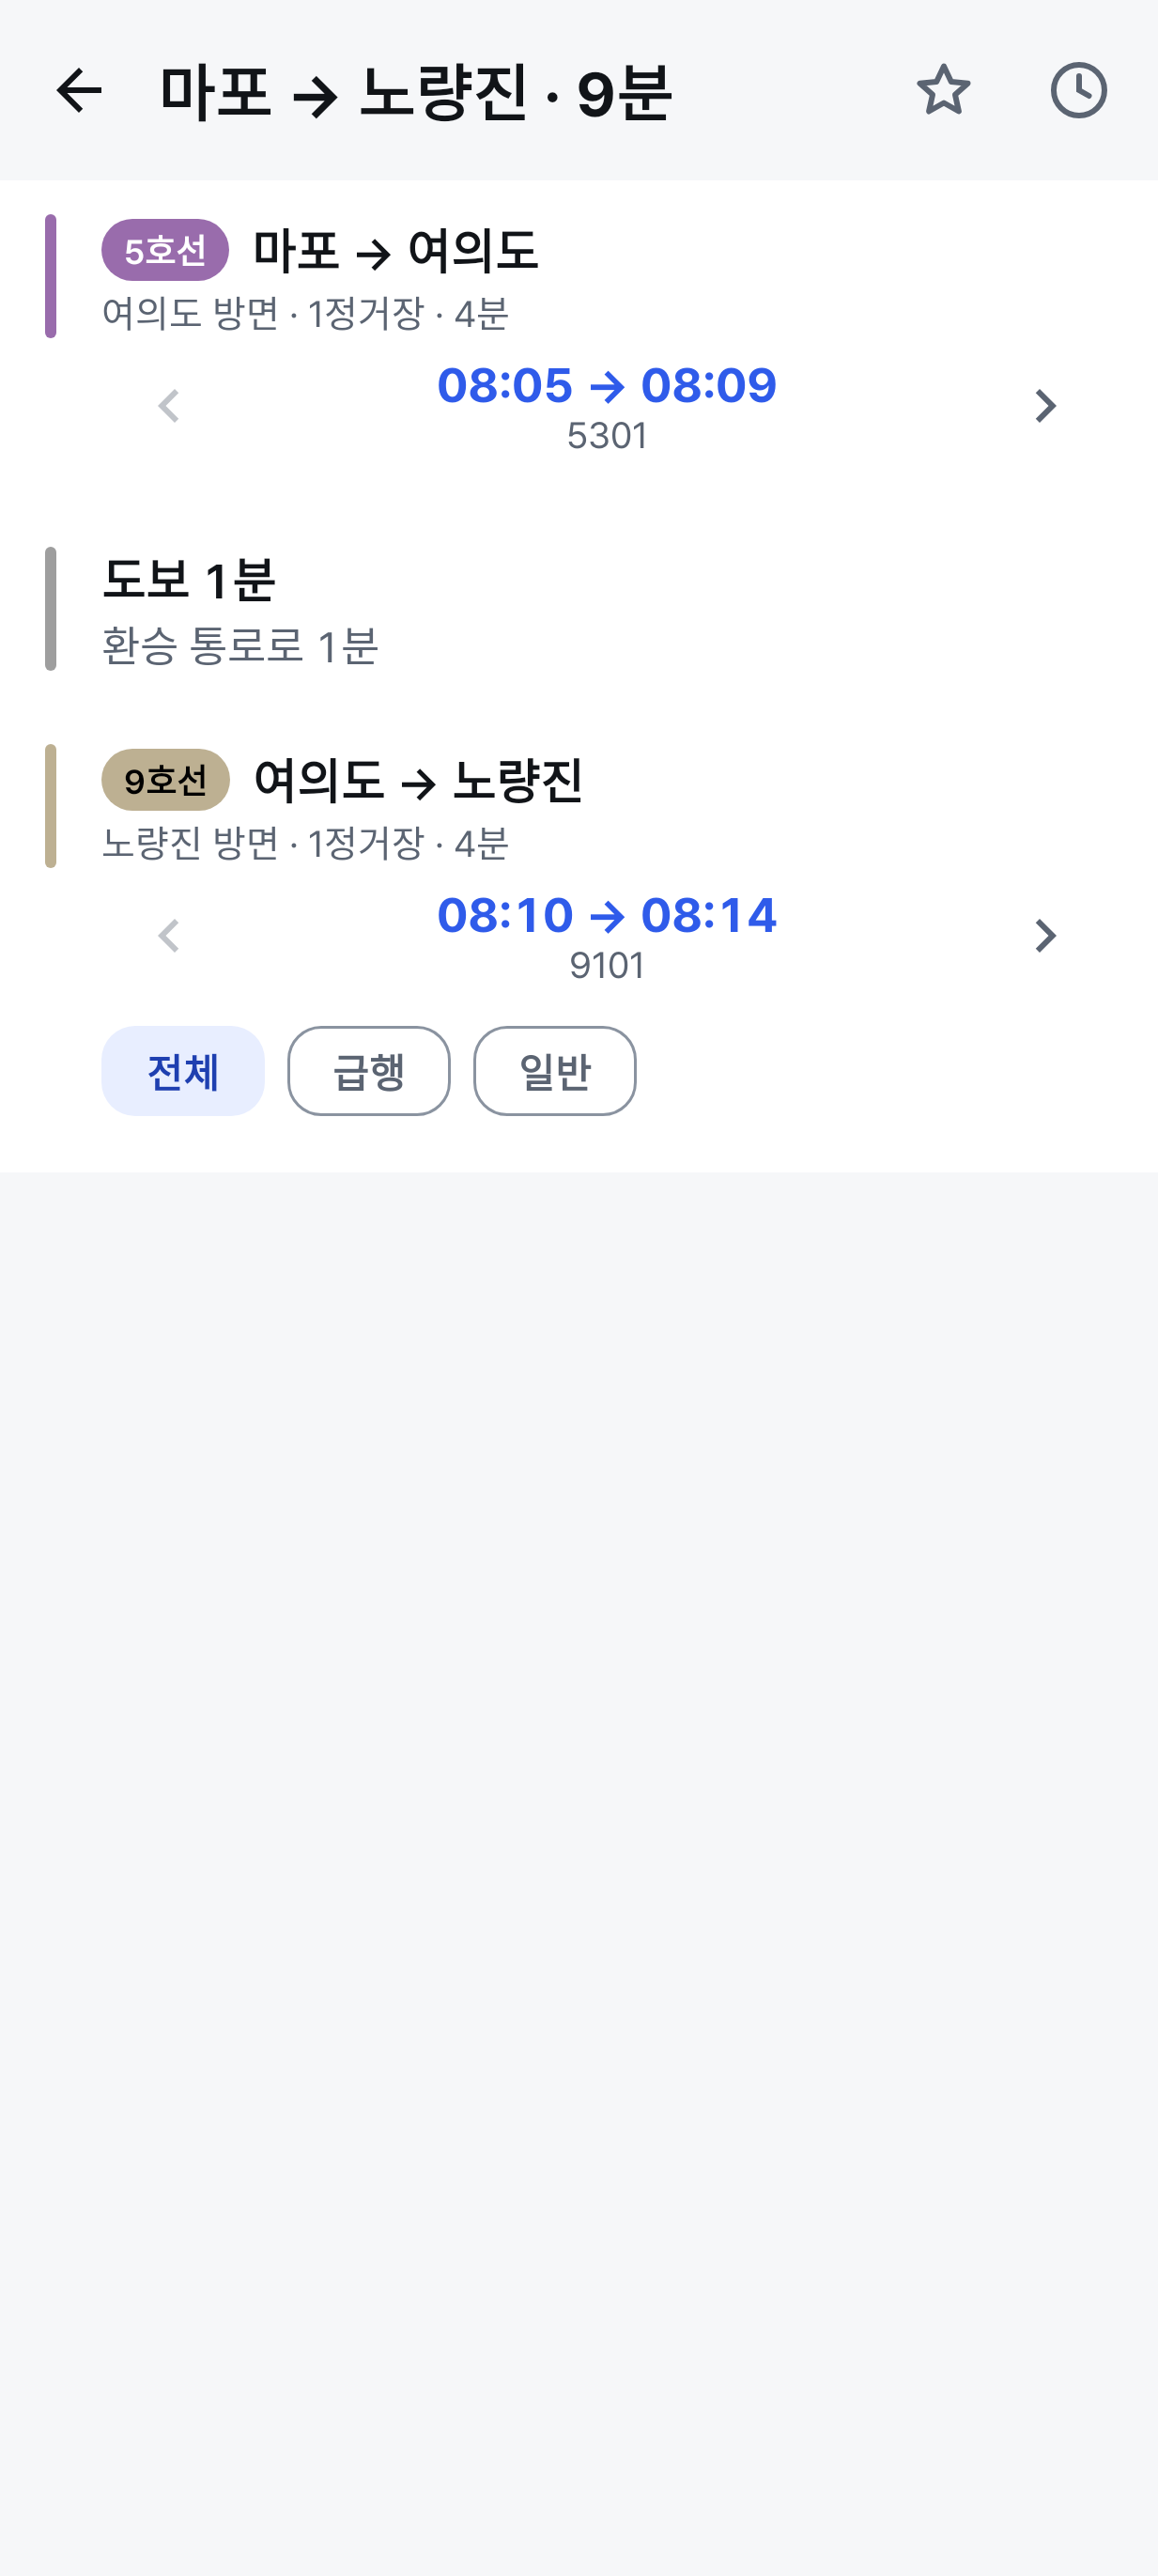 마포 → 노량진 · 9분
5호선 마포 → 여의도
여의도 방면 · 1정거장 · 4분
08:05 → 08:09
5301
도보 1분
환승 통로로 1분
9호선 여의도 → 노량진
노량진 방면 · 1정거장 · 4분
08:10 → 08:14
9101
전체 급행 일반